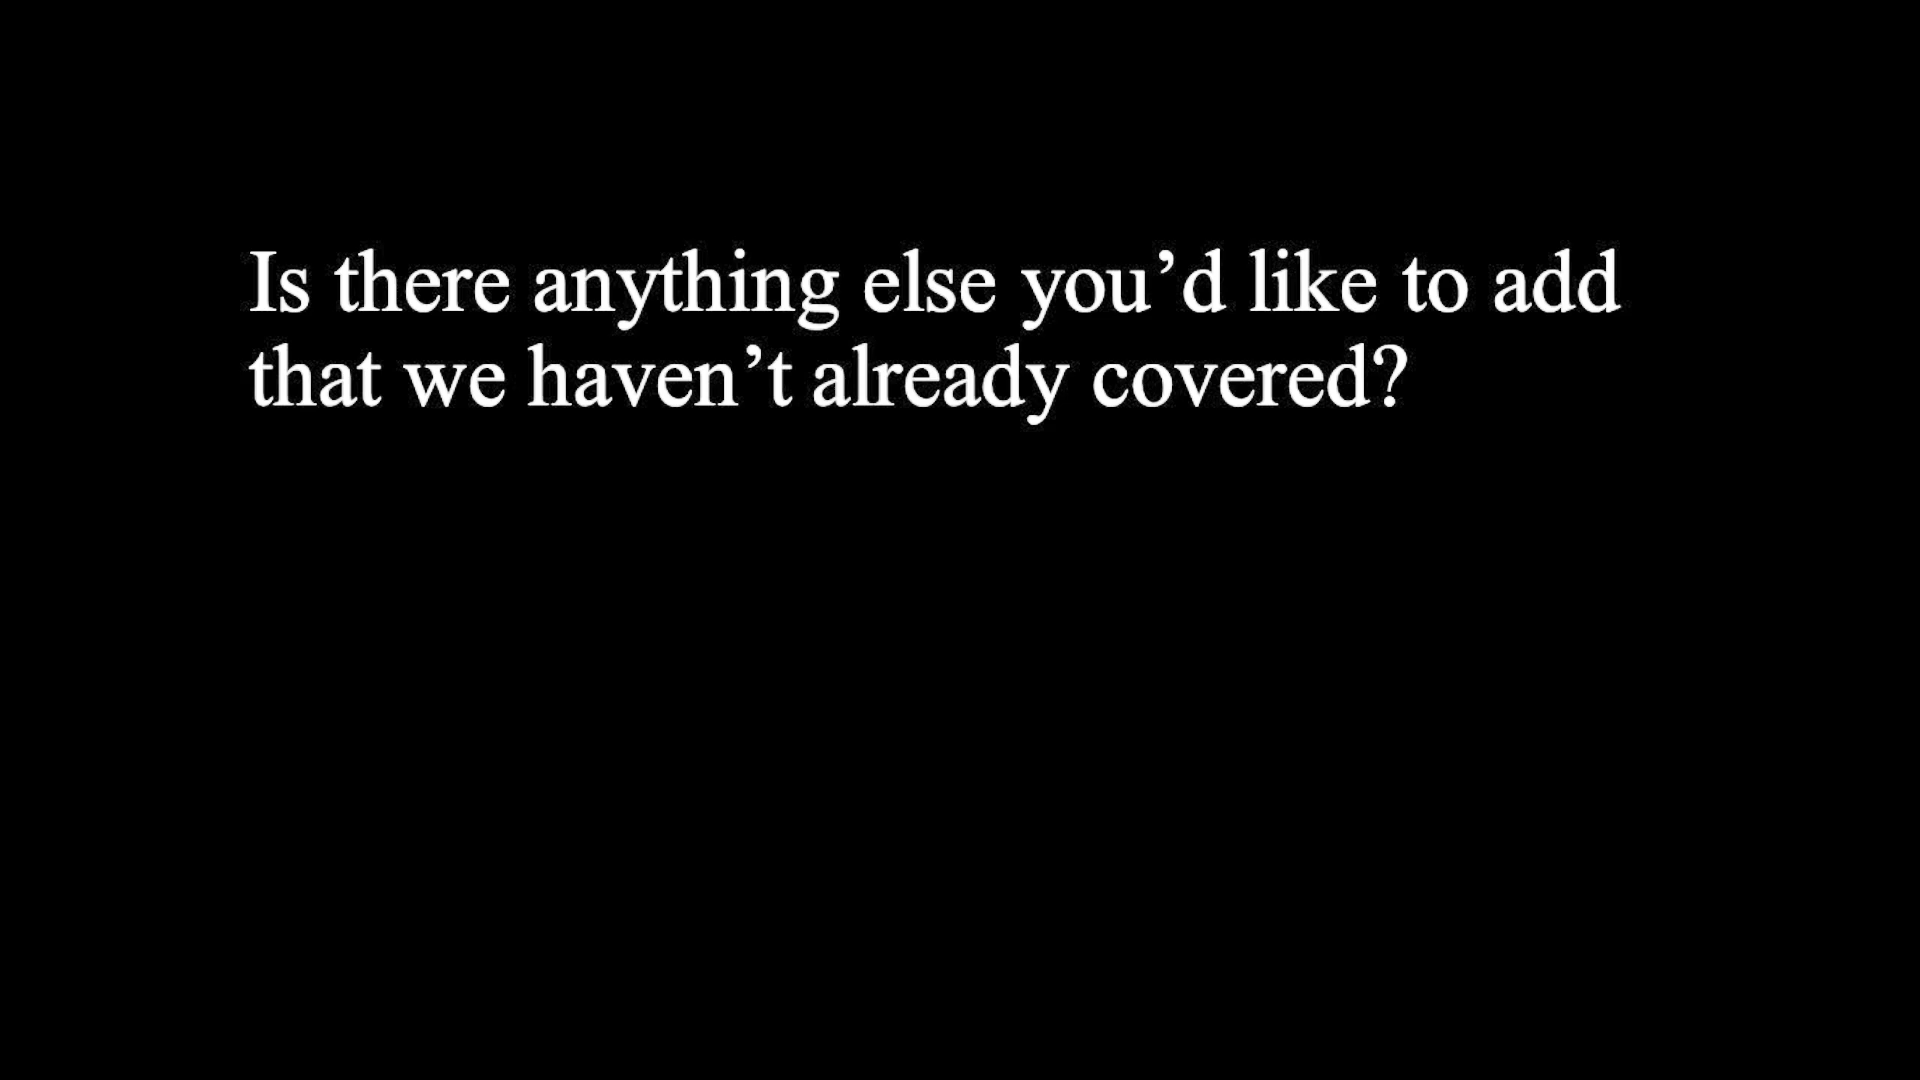 Is there anything else you’d like to add
that we haven’t already covered?